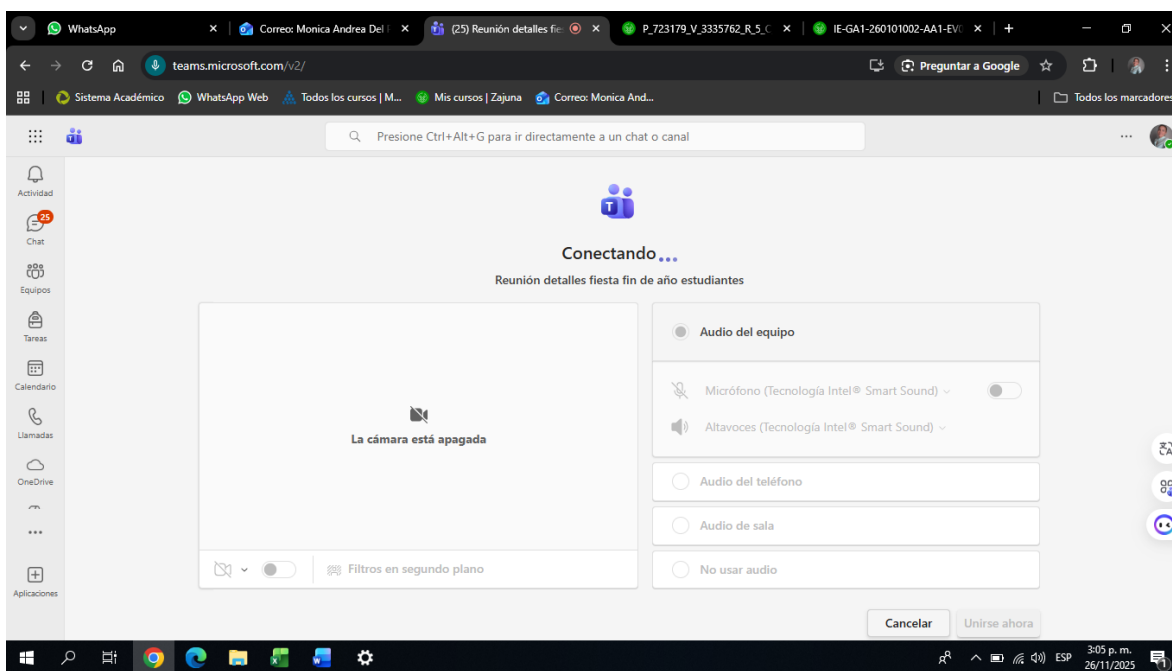 WhatsApp
Correo: Monica Andrea Del
(25) Reunión detalles fie
P_723179_V_3335762_R_5_C
IE-GA1-260101002-AA1-EV0
teams.microsoft.com/v2/
Preguntar a Google
Sistema Académico
WhatsApp Web
Todos los cursos | M...
Mis cursos | Zajuna
Correo: Monica And...
Todos los marcadores
Presione Ctrl+Alt+G para ir directamente a un chat o canal
Actividad
25
Chat
Equipos
Tareas
Calendario
Llamadas
OneDrive
Aplicaciones
T
Conectando...
Reunión detalles fiesta fin de año estudiantes
La cámara está apagada
Filtros en segundo plano
Audio del equipo
Micrófono (Tecnología Intel® Smart Sound)
Altavoces (Tecnología Intel® Smart Sound)
Audio del teléfono
Audio de sala
No usar audio
Cancelar
Unirse ahora
ESP
3:05 p. m.
26/11/2025